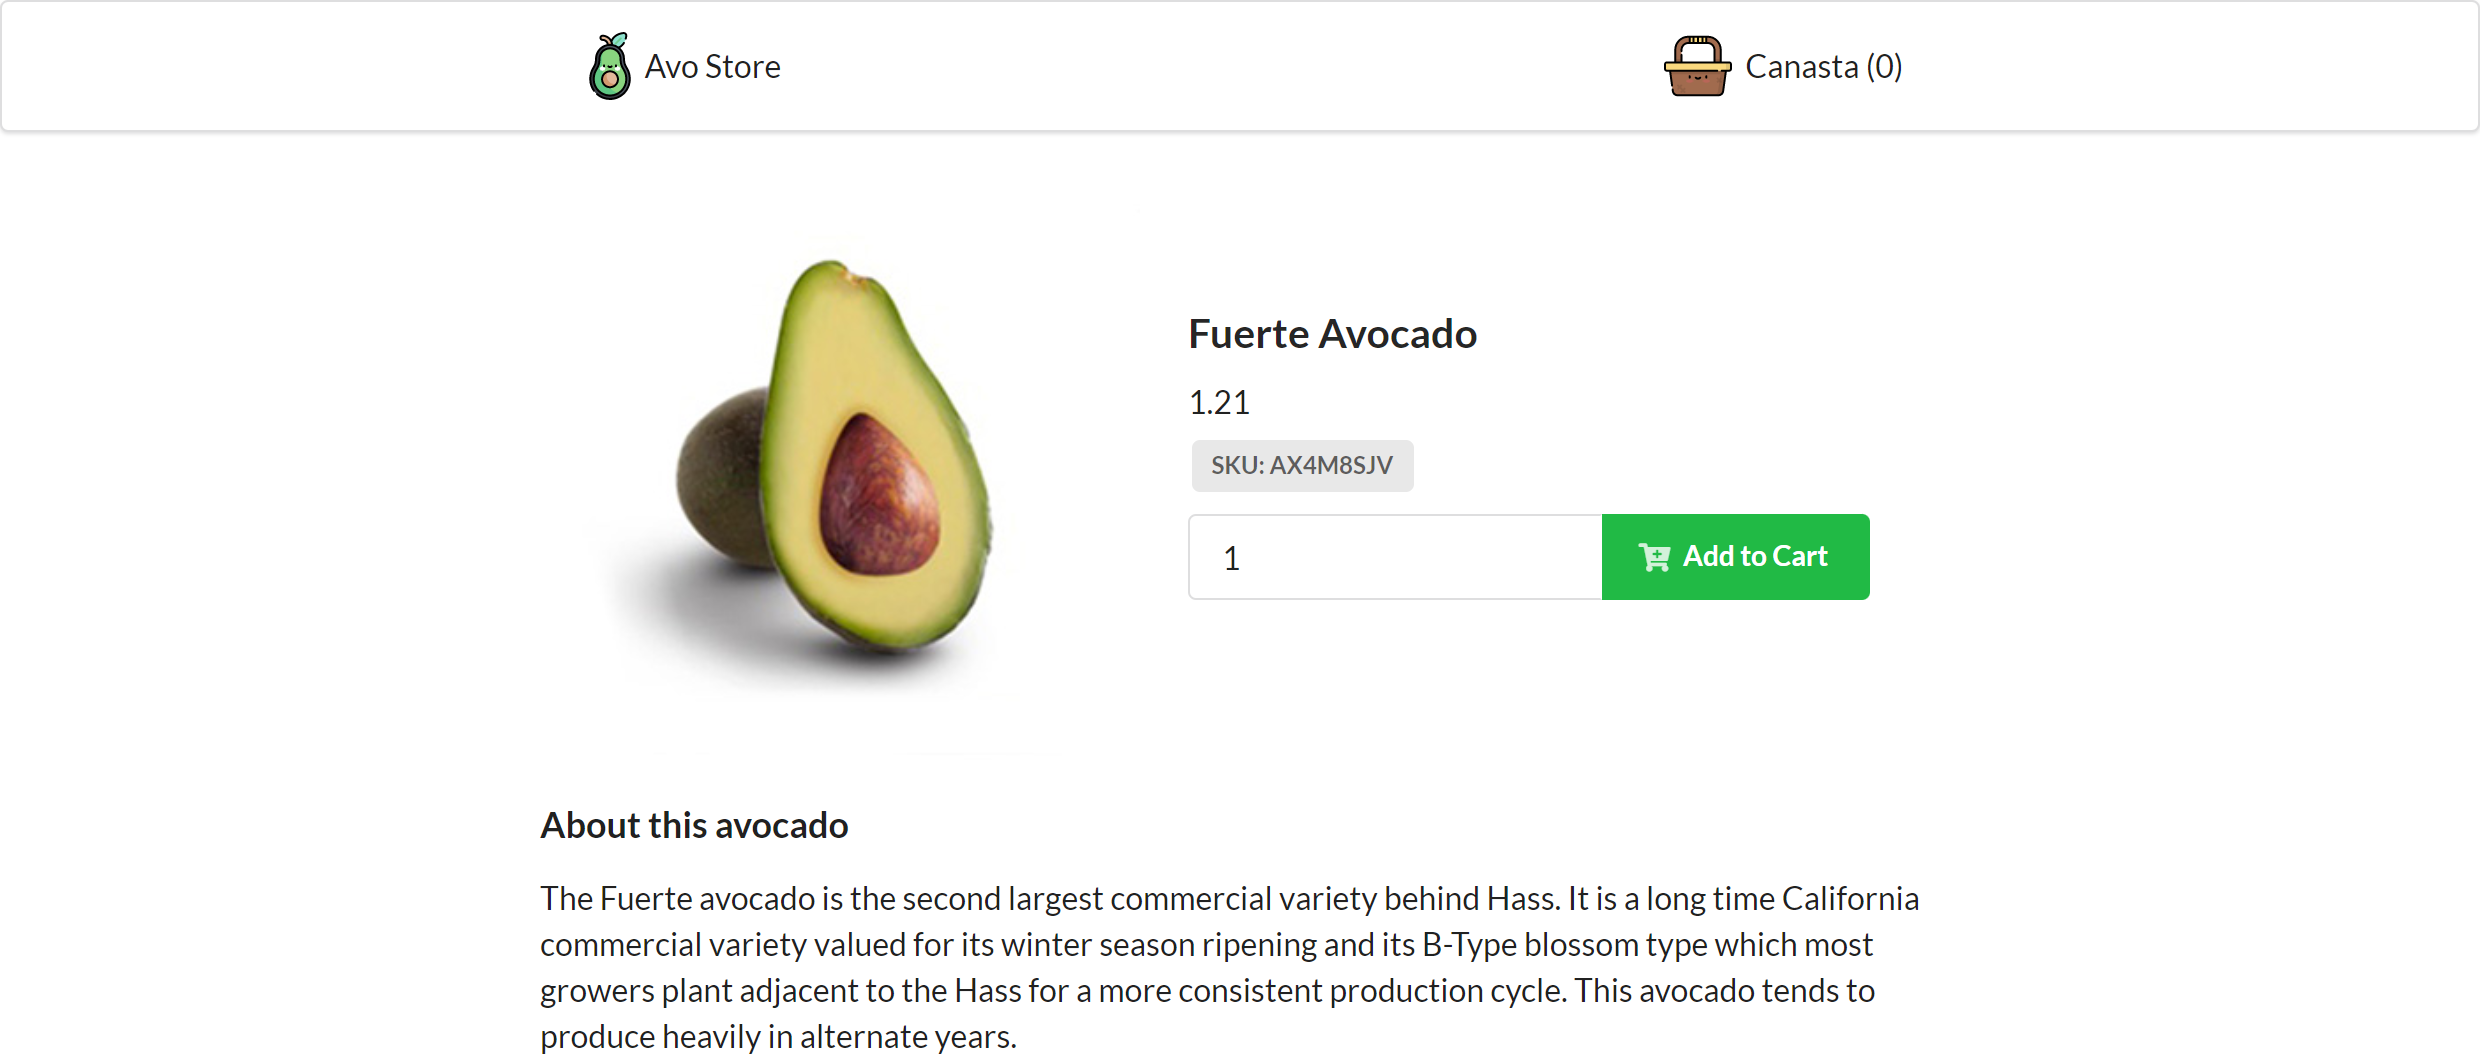 Avo Store
Canasta (0)
Fuerte Avocado
1.21
SKU: AX4M8SJV
1
Add to Cart
About this avocado
The Fuerte avocado is the second largest commercial variety behind Hass. It is a long time California
commercial variety valued for its winter season ripening and its B-Type blossom type which most
growers plant adjacent to the Hass for a more consistent production cycle. This avocado tends to
produce heavily in alternate years.